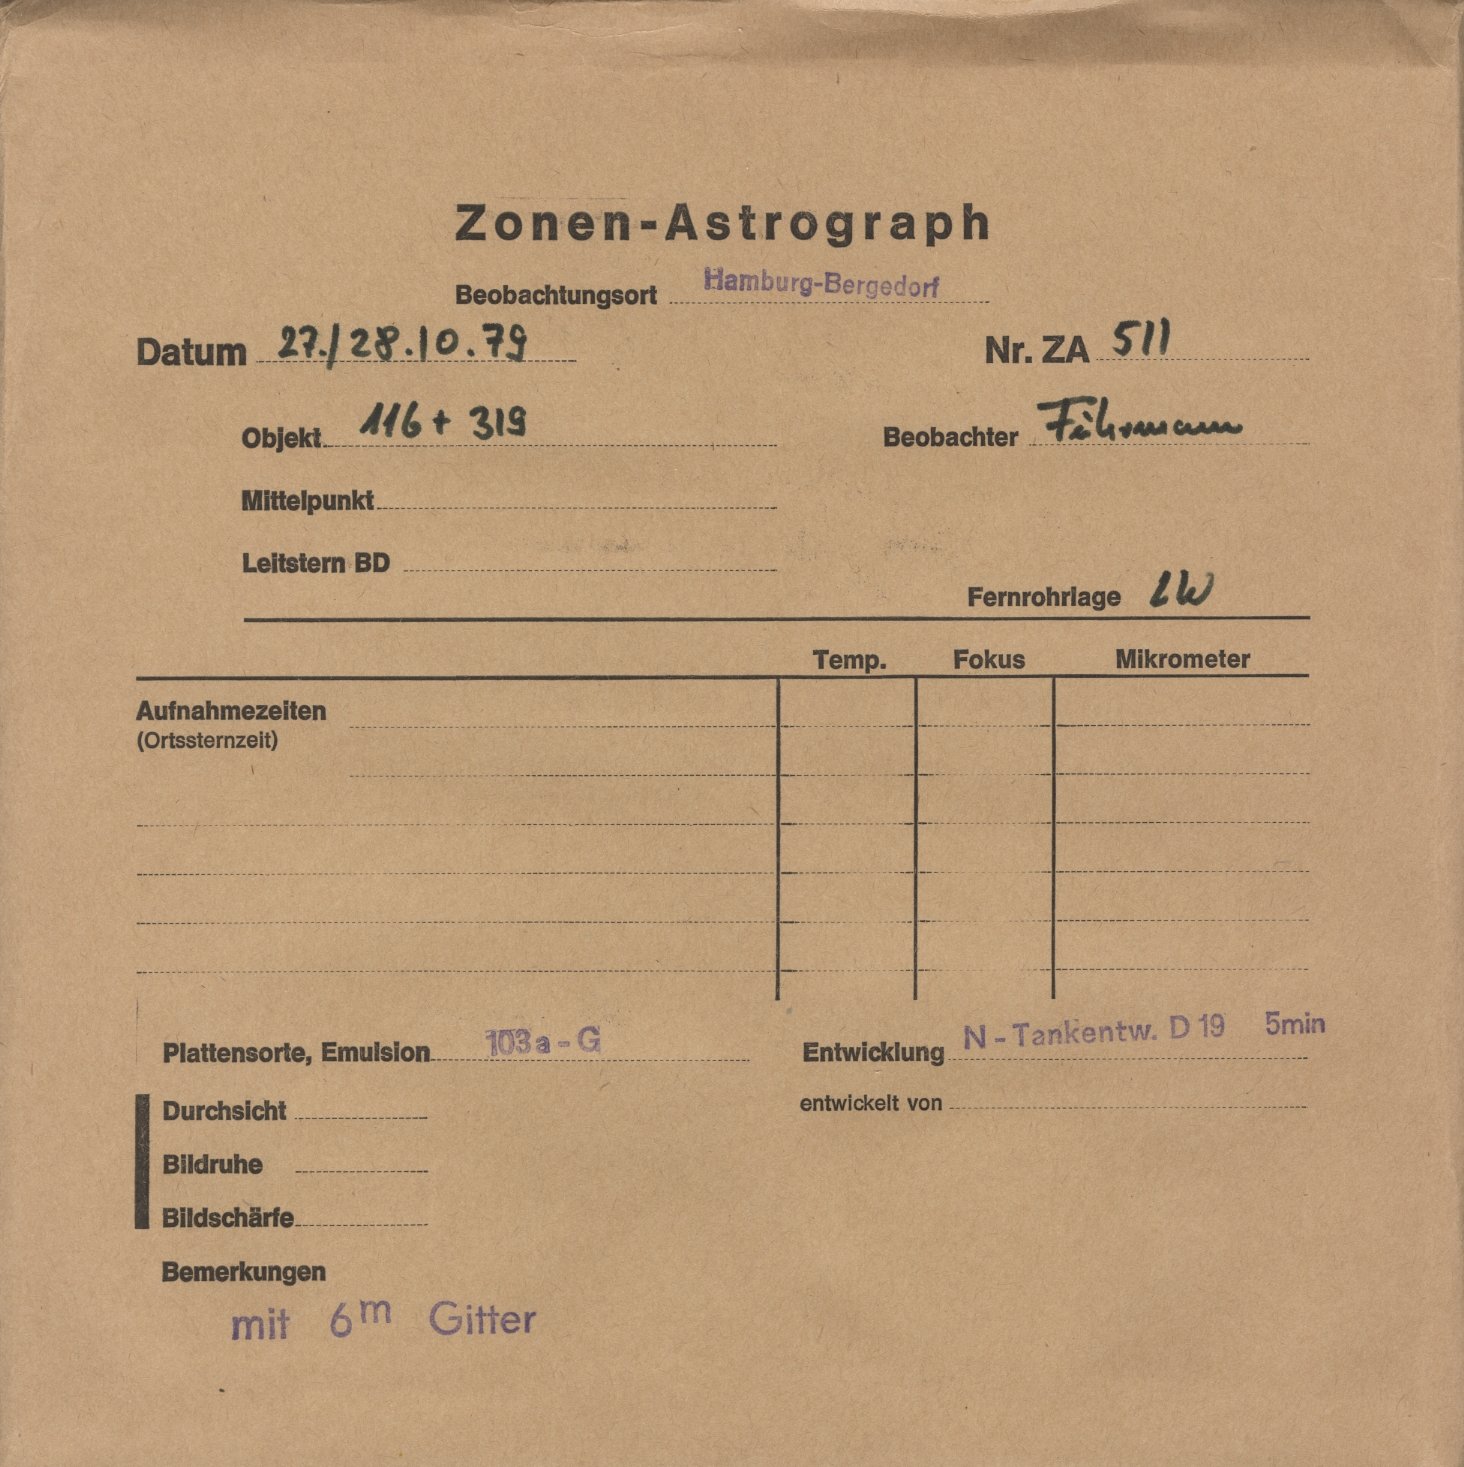 Zonen-Astrograph
Beobachtungsort Hamburg-Bergedorf
Datum 27./28.10.79 Nr. ZA 511
Objekt 116 + 319 Beobachter Führmann
Mittelpunkt
Leitstern BD
Fernrohrlage LW
Temp. Fokus Mikrometer
Aufnahmezeiten
(Ortssternzeit)
Plattensorte, Emulsion 103a-G Entwicklung N-Tankentw. D 19 5min
Durchsicht entwickelt von
Bildruhe
Bildschärfe
Bemerkungen
mit 6m Gitter